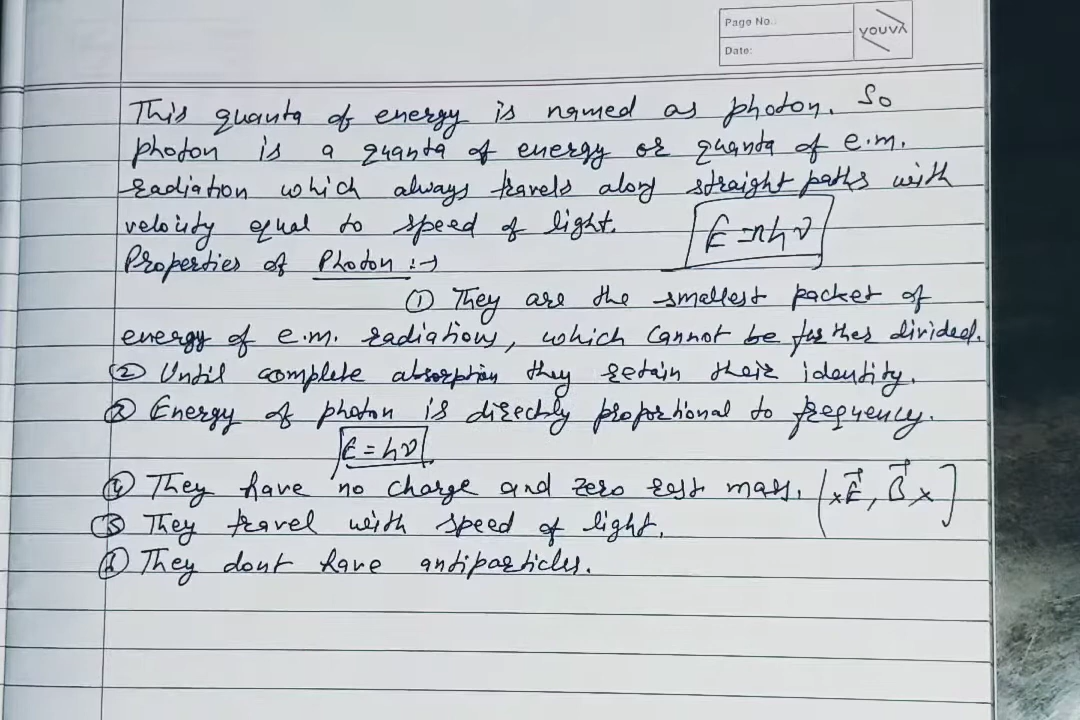 Page No.:
YOUVA
Date:
This quanta of energy is named as photon. So
photon is a quanta of energy or quanta of e.m.
radiation which always travels along straight paths with
velocity equal to speed of light. E = nhν
Properties of Photon :→
① They are the smallest packet of
energy of e.m. radiations, which cannot be further divided.
② Until complete absorption they retain their identity.
③ Energy of photon is directly proportional to frequency.
E = hν
④ They have no charge and zero rest mass. (×E⃗, B⃗×]
⑤ They travel with speed of light.
⑥ They dont have antiparticles.